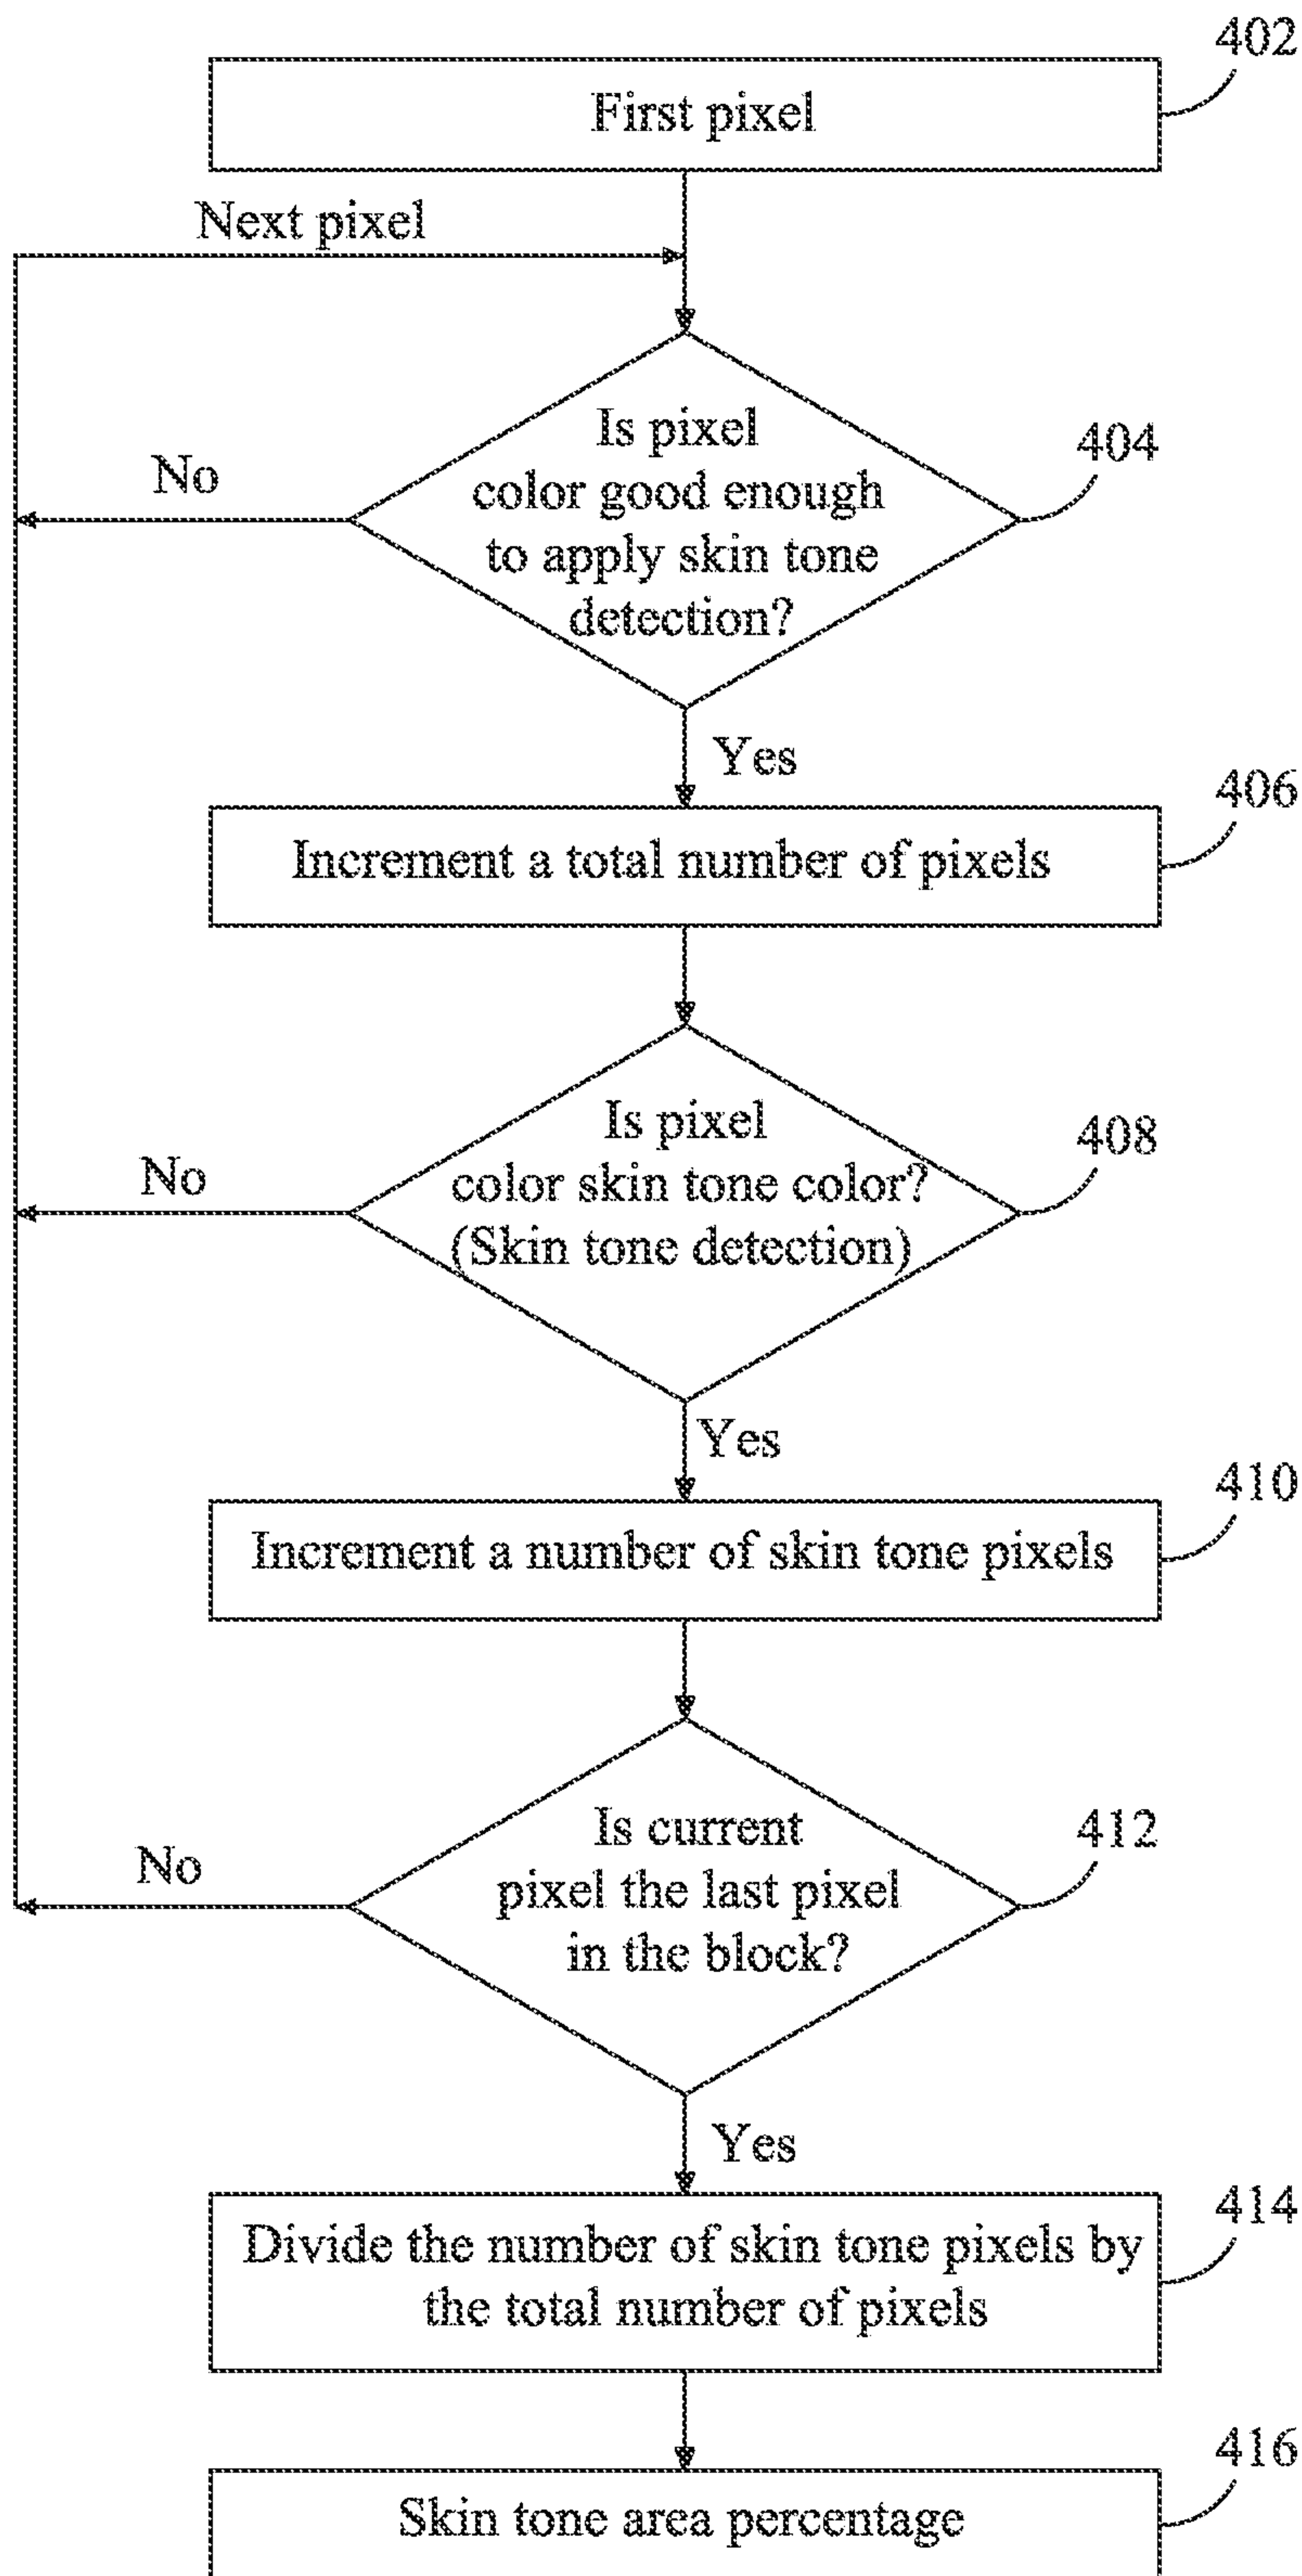 402
First pixel
Next pixel
Is pixel
color good enough
to apply skin tone
detection?
404
No
Yes
406
Increment a total number of pixels
Is pixel
color skin tone color?
(Skin tone detection)
408
No
Yes
410
Increment a number of skin tone pixels
Is current
pixel the last pixel
in the block?
412
No
Yes
414
Divide the number of skin tone pixels by
the total number of pixels
416
Skin tone area percentage